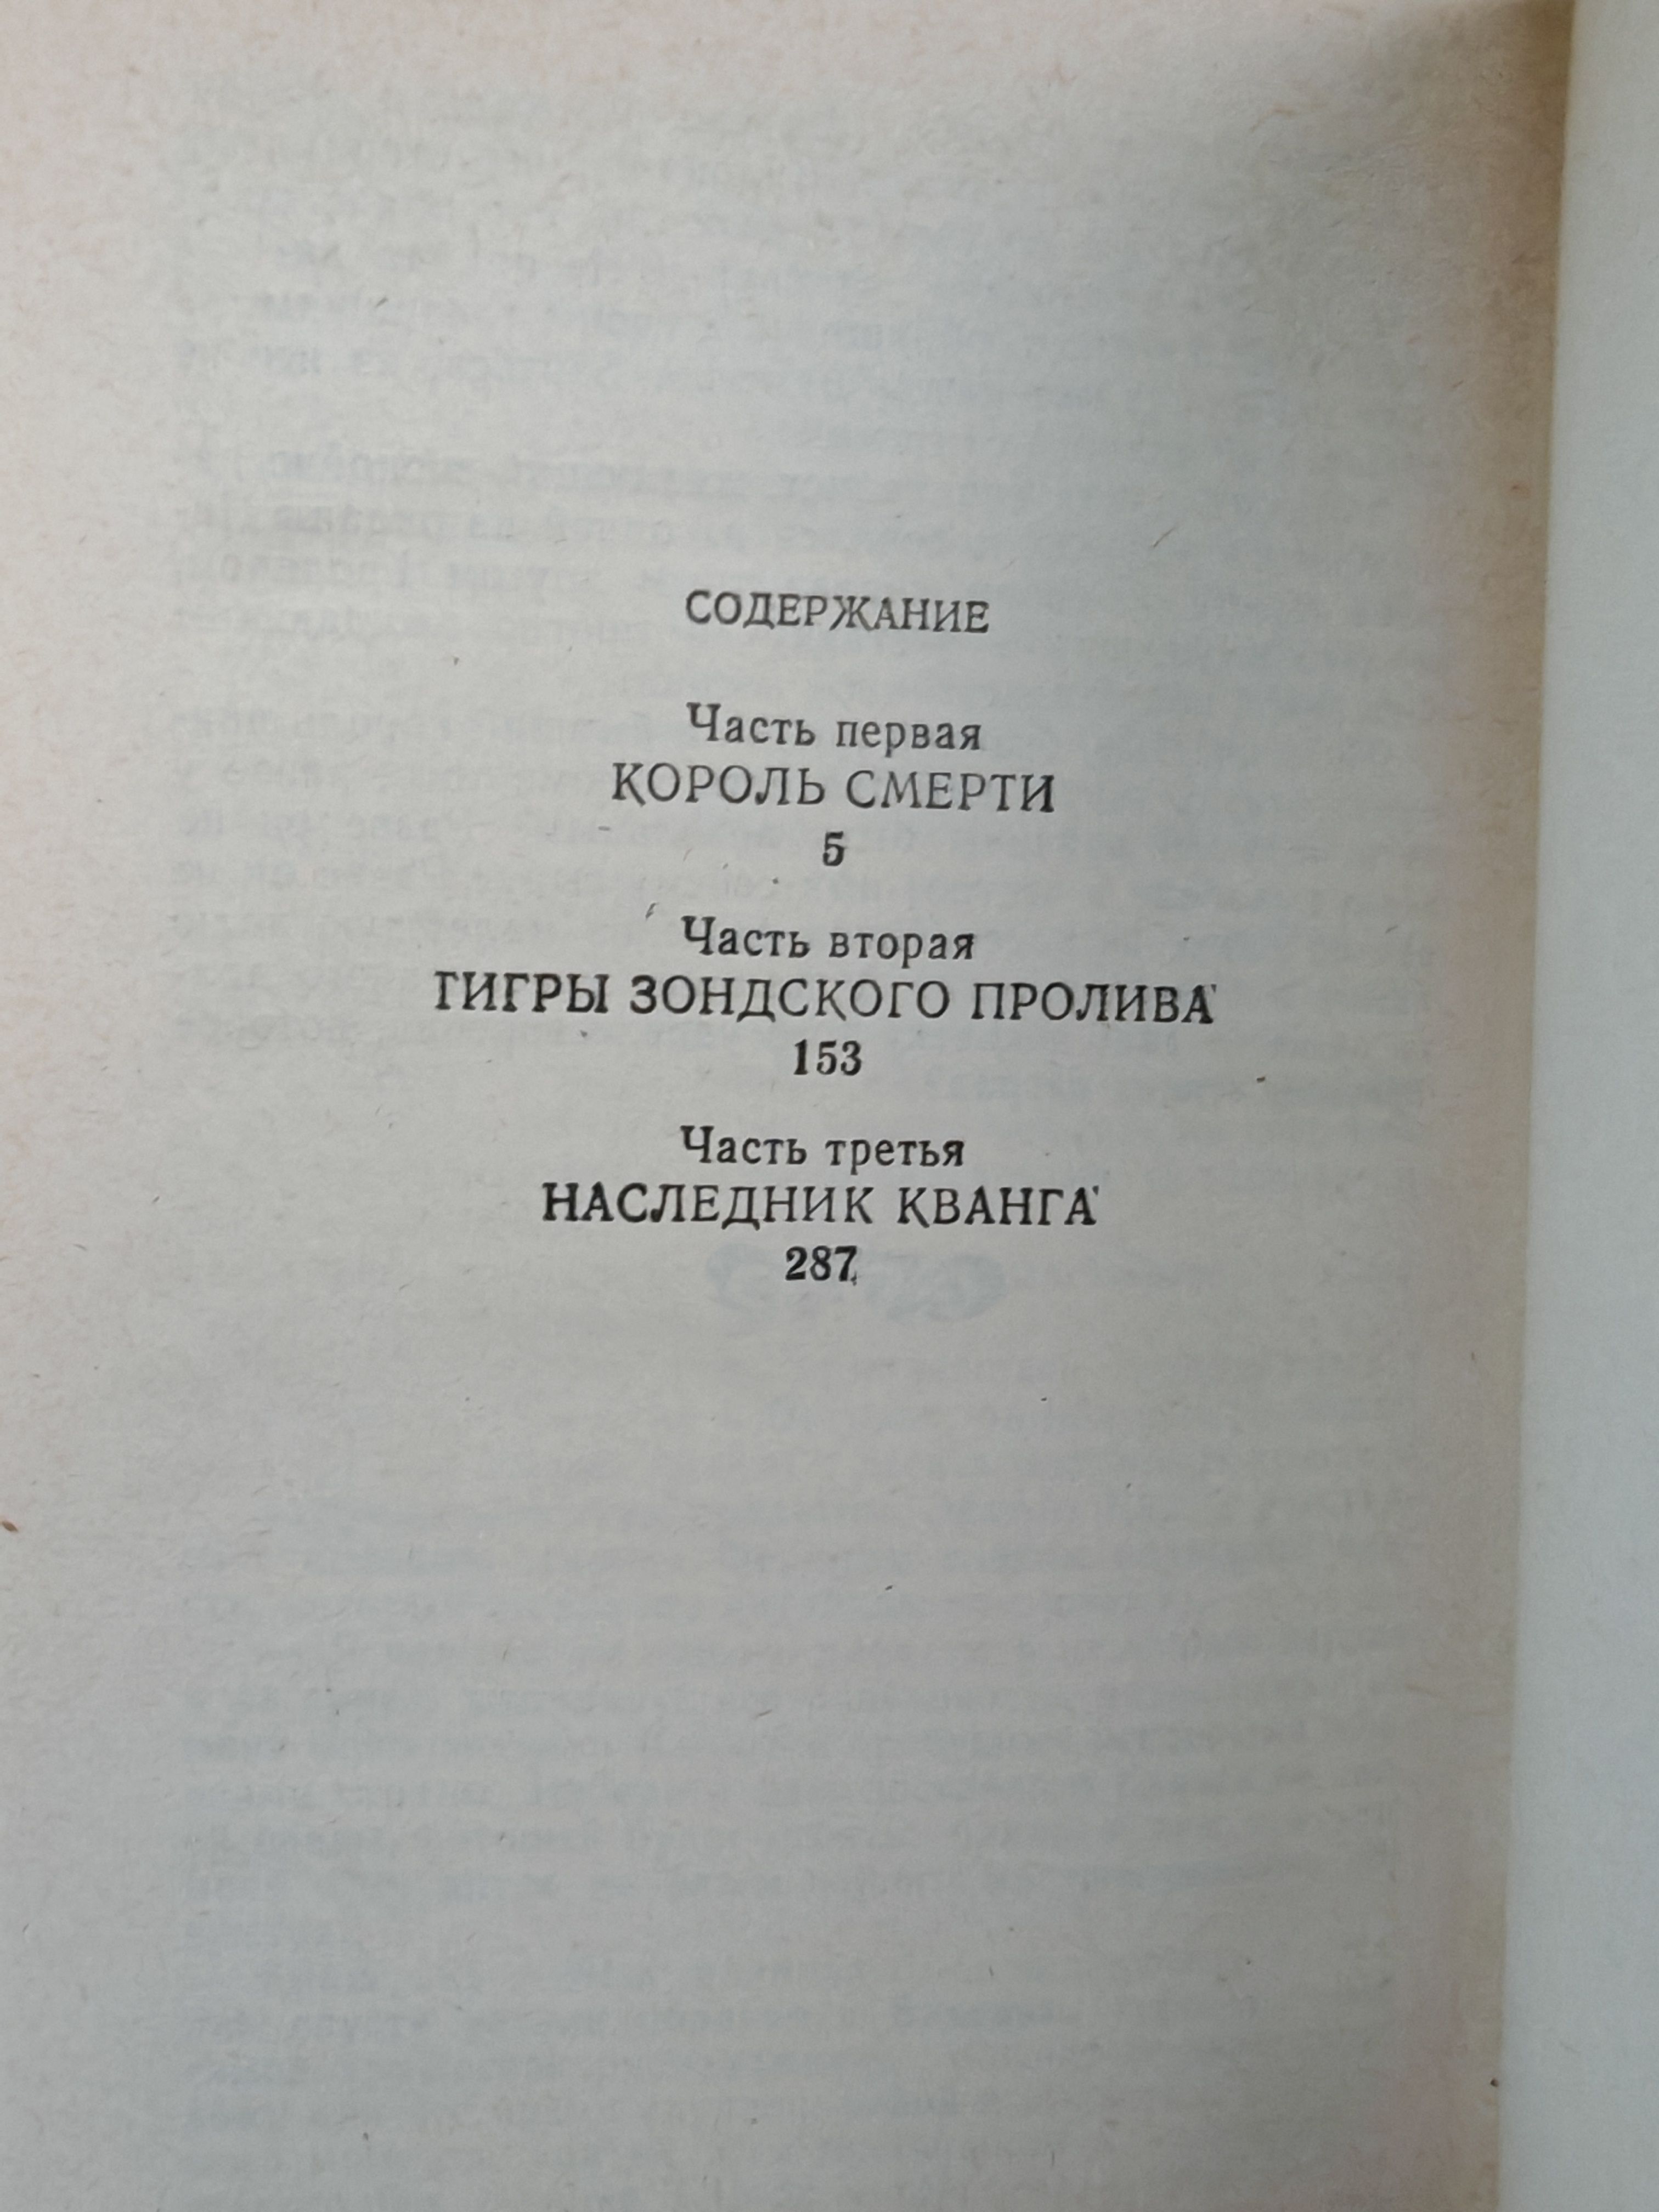 СОДЕРЖАНИЕ
Часть первая
КОРОЛЬ СМЕРТИ
5
Часть вторая
ТИГРЫ ЗОНДСКОГО ПРОЛИВА
153
Часть третья
НАСЛЕДНИК КВАНГА
287